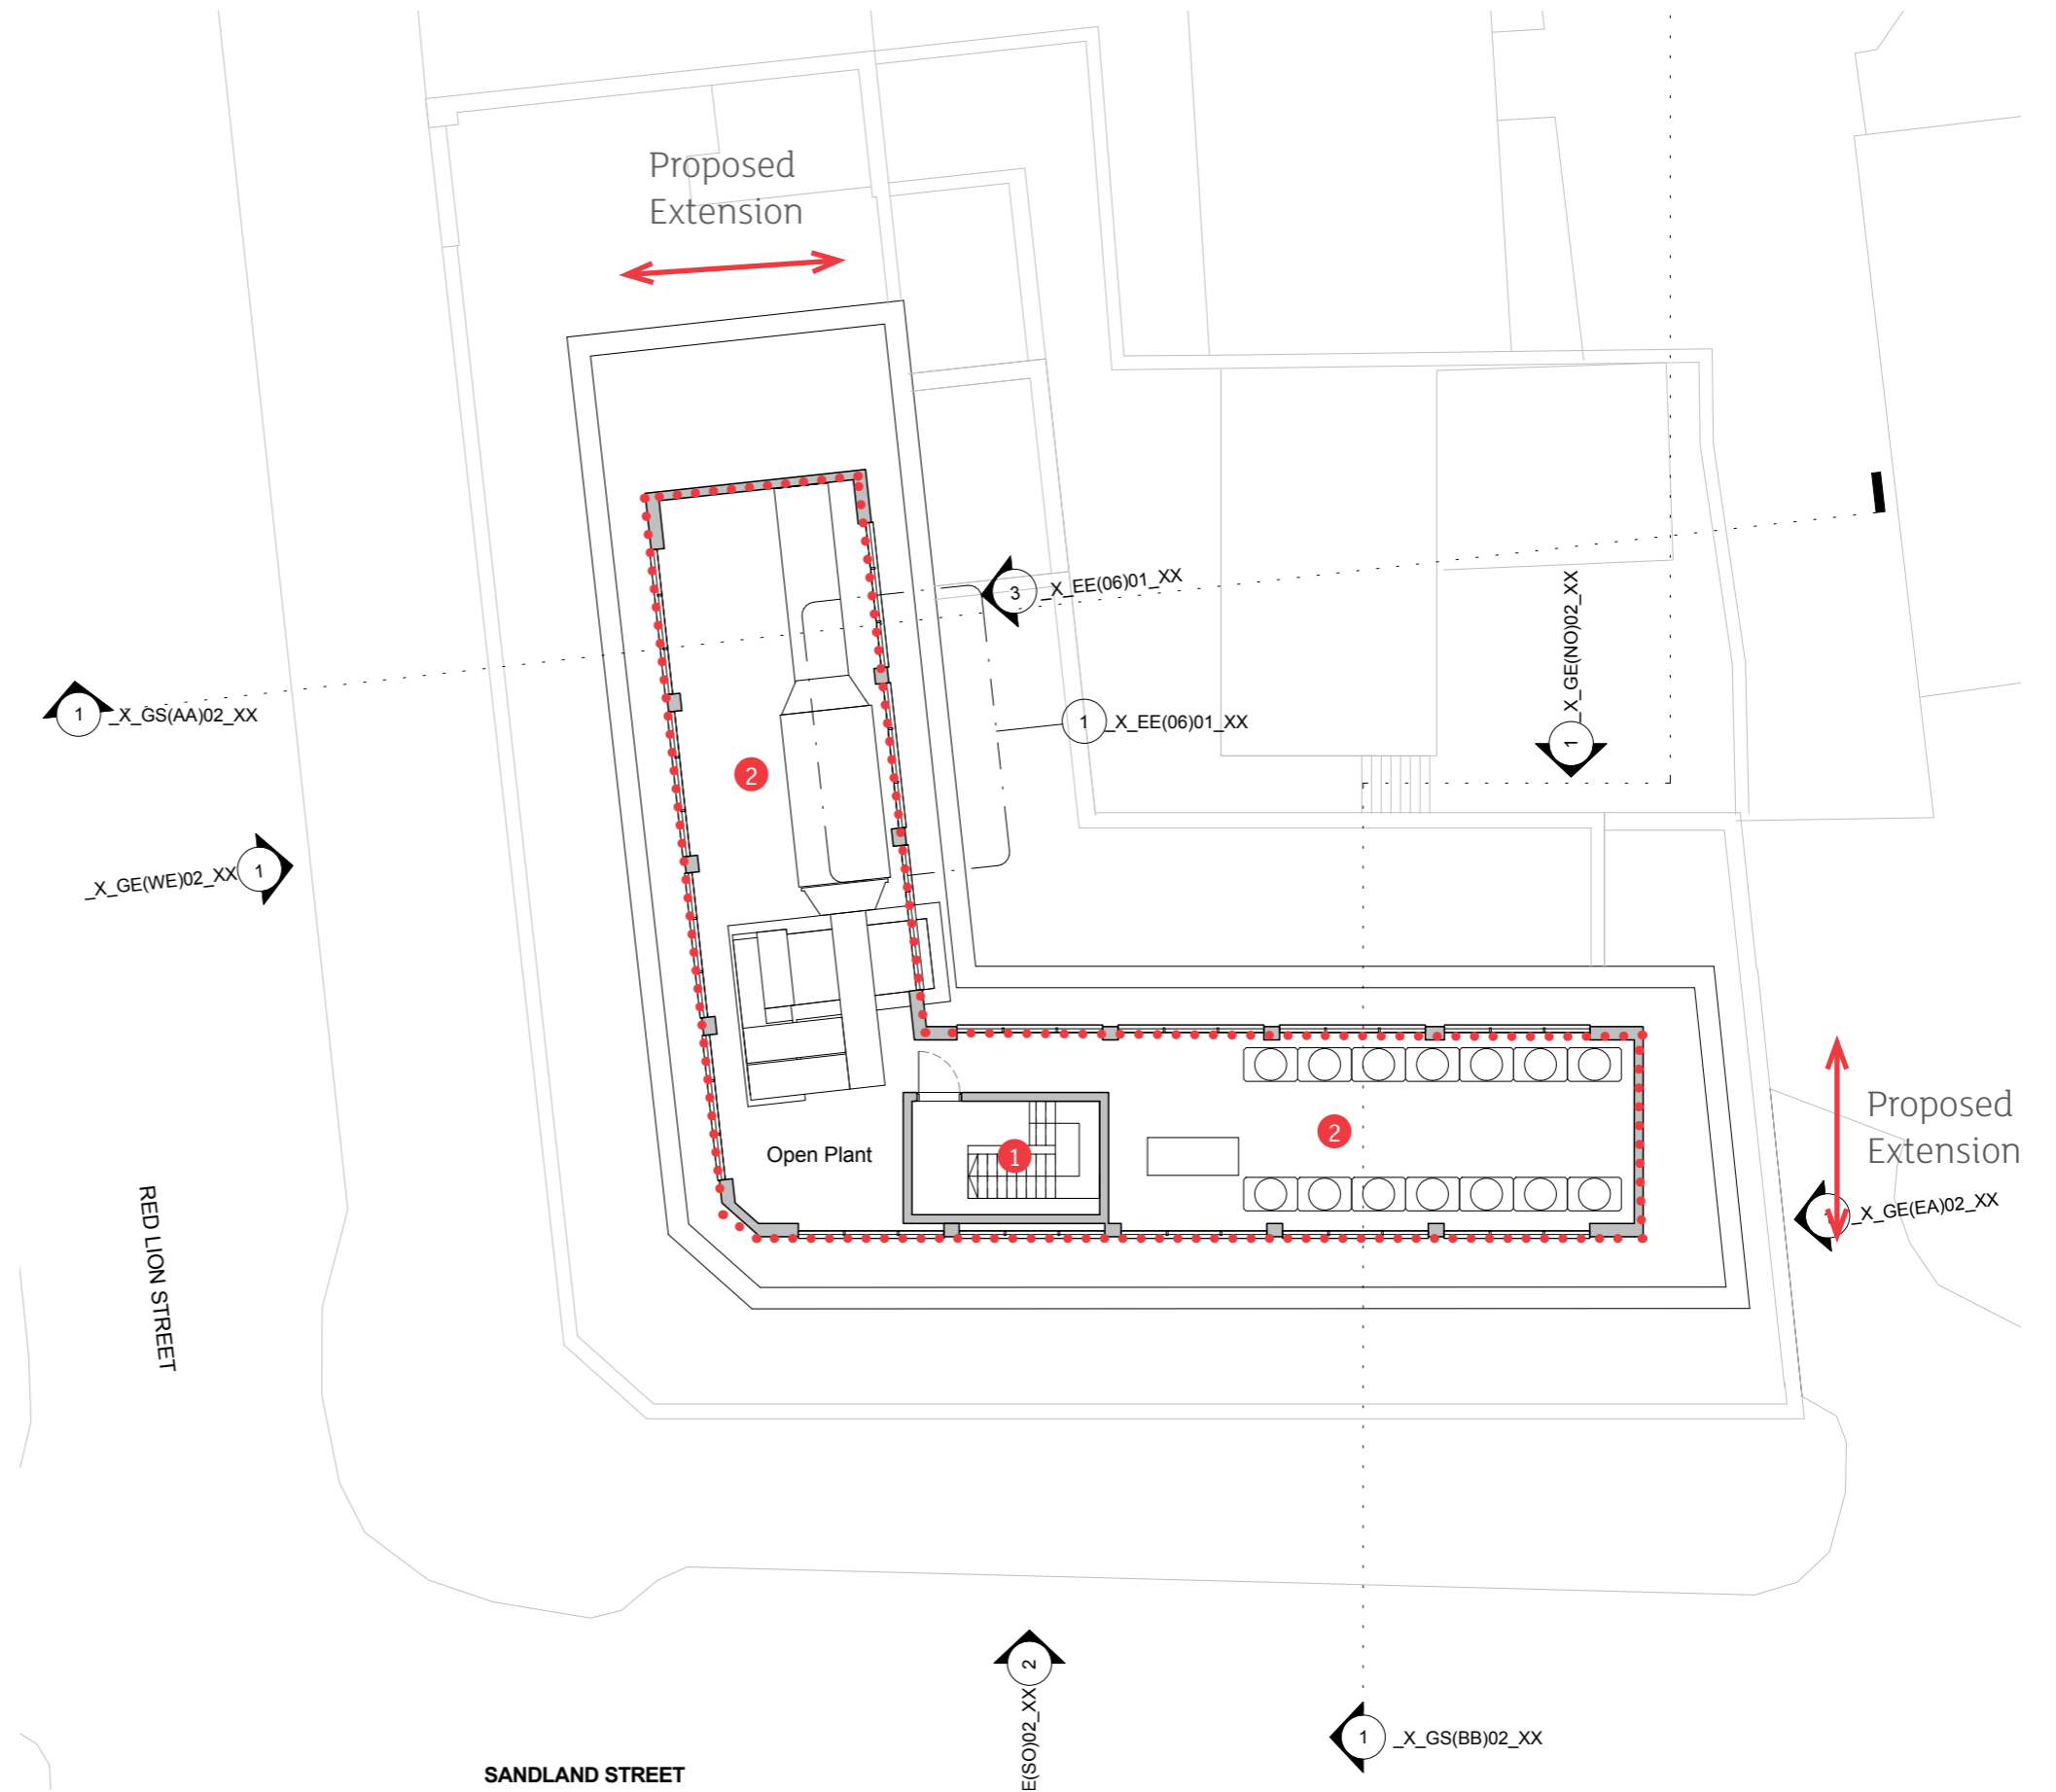 Proposed
Extension
_X_GE(NO)02_XX
1
3
_X_EE(06)01_XX
1
_X_GS(AA)02_XX
1
_X_EE(06)01_XX
2
_X_GE(WE)02_XX
1
Proposed
Extension
2
Open Plant
1
_X_GE(EA)02_XX
RED LION STREET
2
E(SO)02_XX
1
_X_GS(BB)02_XX
SANDLAND STREET